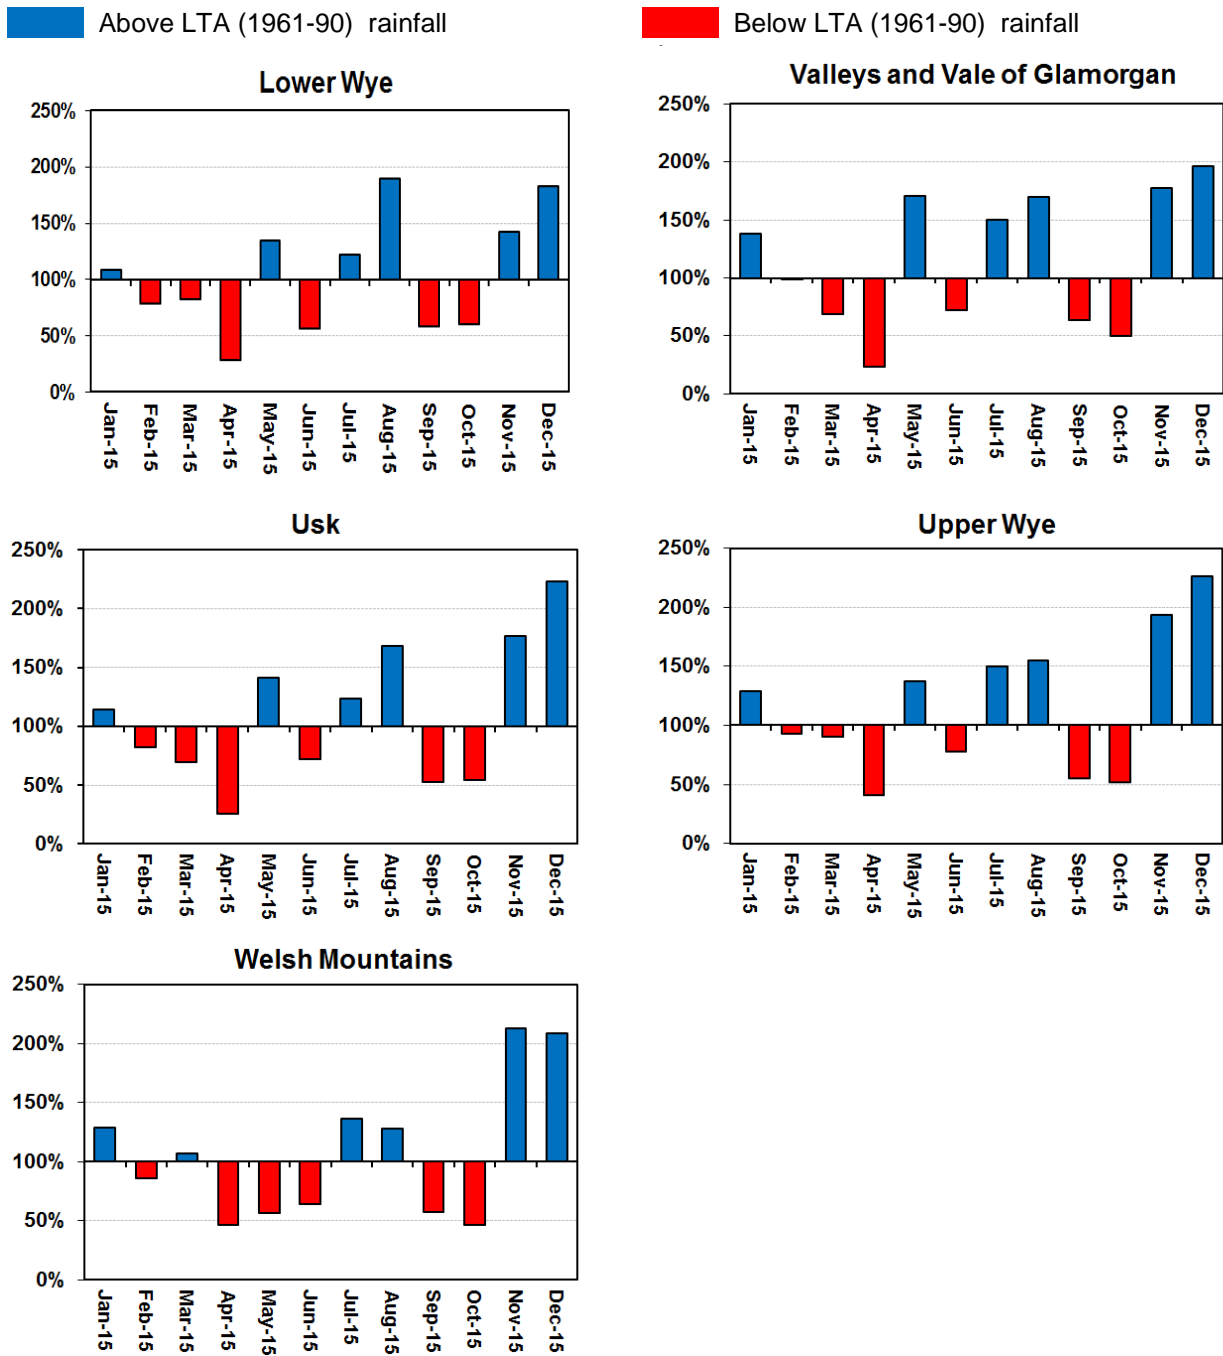 Above LTA (1961-90) rainfall
Below LTA (1961-90) rainfall
Lower Wye
250%
200%
150%
100%
50%
0%
Jan-15
Feb-15
Mar-15
Apr-15
May-15
Jun-15
Jul-15
Aug-15
Sep-15
Oct-15
Nov-15
Dec-15
Valleys and Vale of Glamorgan
250%
200%
150%
100%
50%
0%
Jan-15
Feb-15
Mar-15
Apr-15
May-15
Jun-15
Jul-15
Aug-15
Sep-15
Oct-15
Nov-15
Dec-15
Usk
250%
200%
150%
100%
50%
0%
Jan-15
Feb-15
Mar-15
Apr-15
May-15
Jun-15
Jul-15
Aug-15
Sep-15
Oct-15
Nov-15
Dec-15
Upper Wye
250%
200%
150%
100%
50%
0%
Jan-15
Feb-15
Mar-15
Apr-15
May-15
Jun-15
Jul-15
Aug-15
Sep-15
Oct-15
Nov-15
Dec-15
Welsh Mountains
250%
200%
150%
100%
50%
0%
Jan-15
Feb-15
Mar-15
Apr-15
May-15
Jun-15
Jul-15
Aug-15
Sep-15
Oct-15
Nov-15
Dec-15